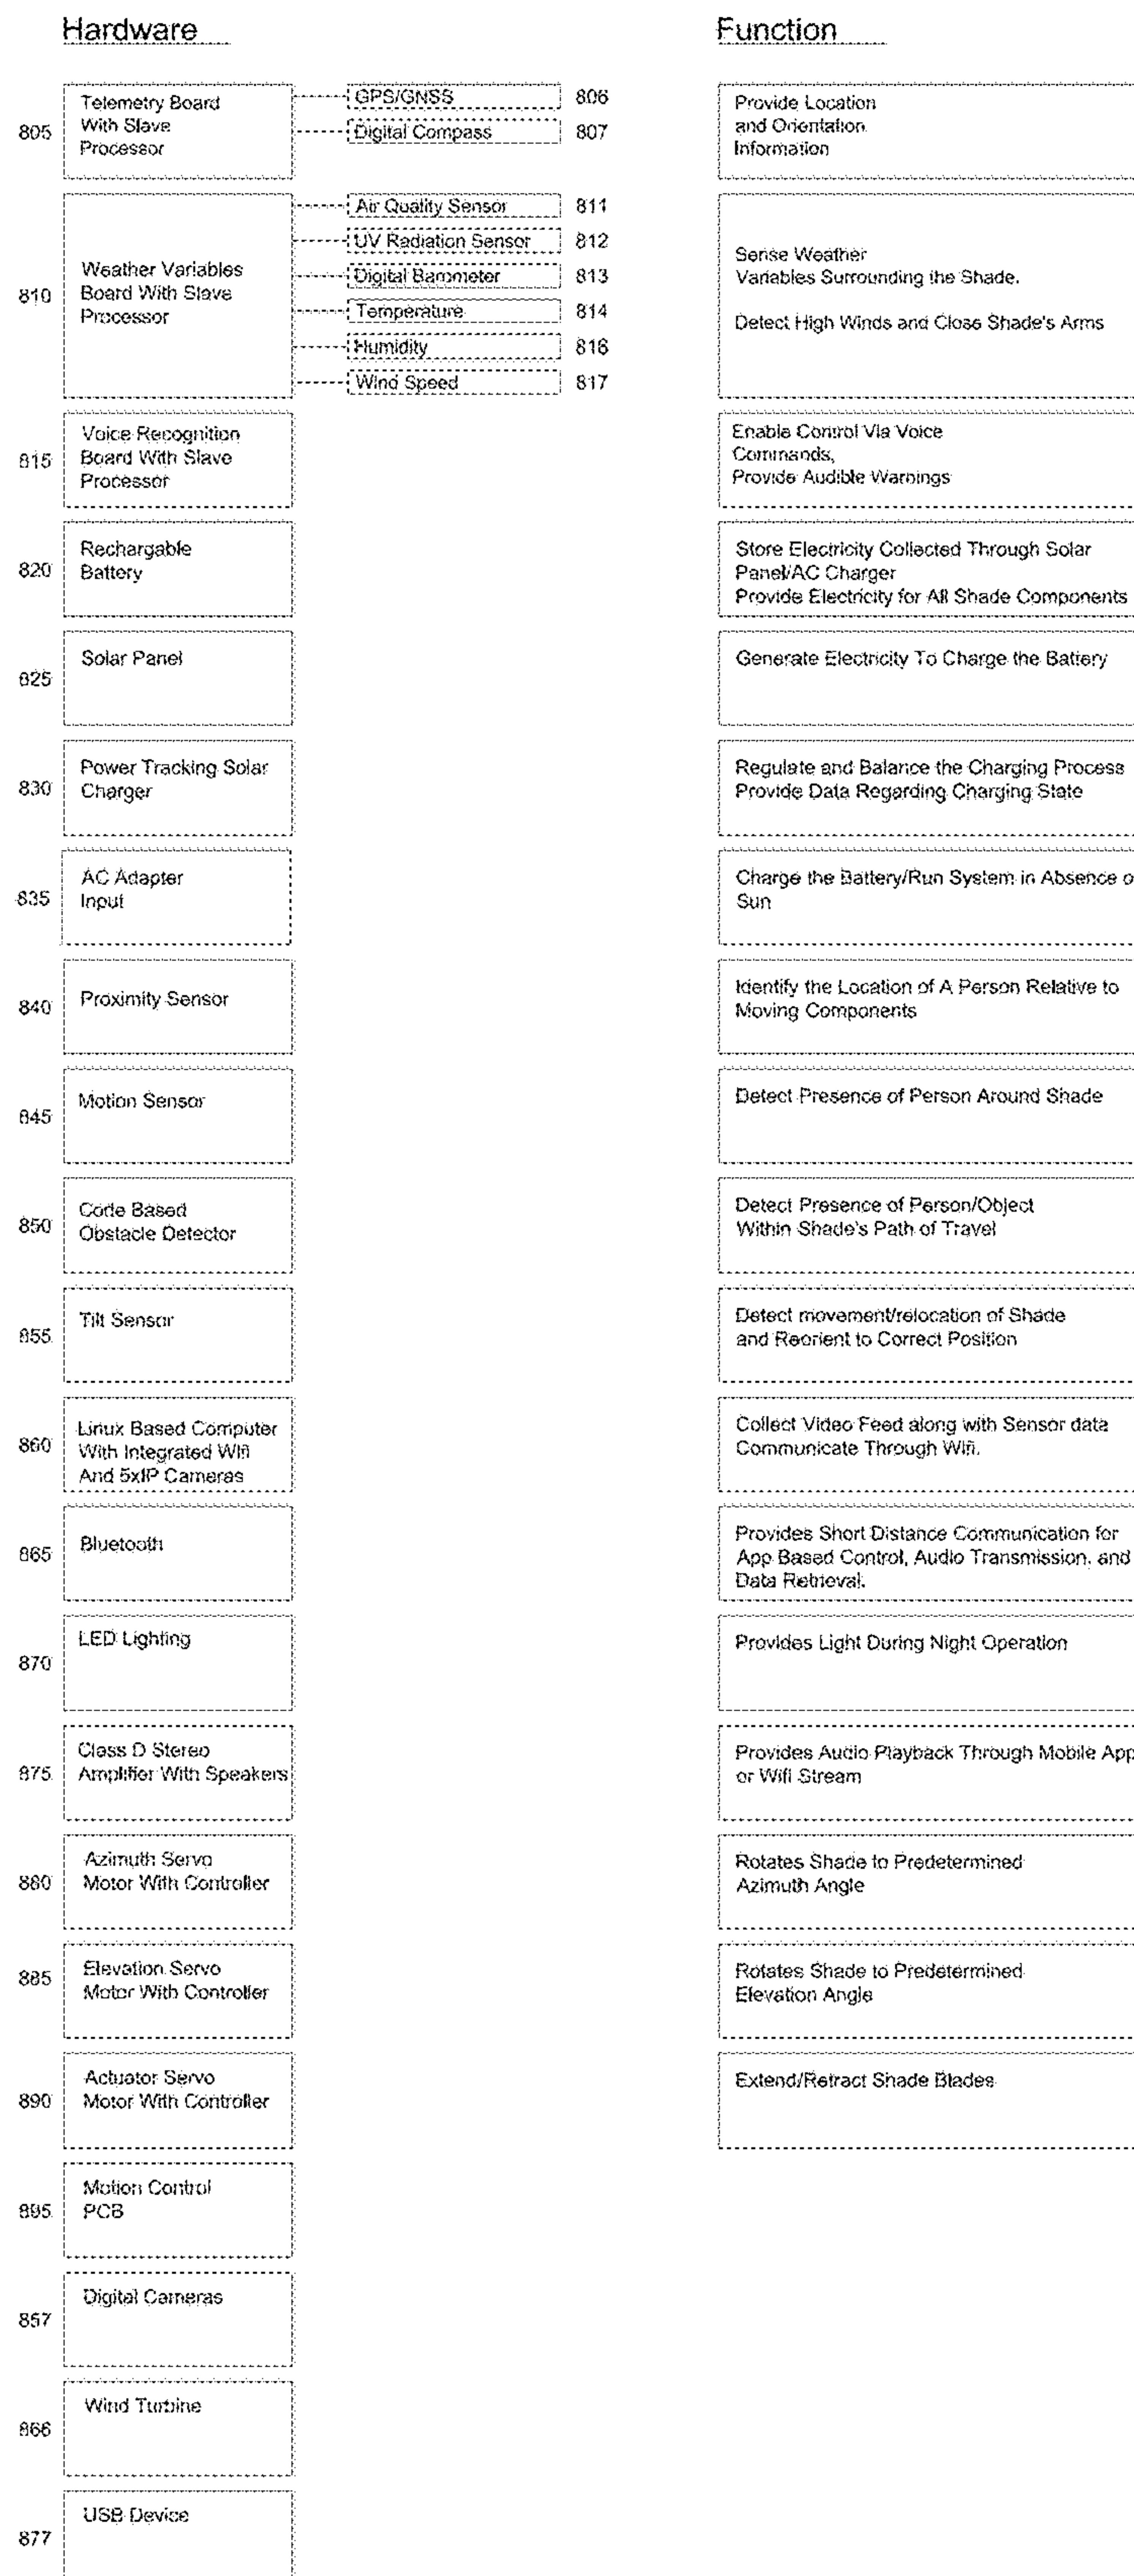 Hardware
Function
805
Telemetry Board
With Slave
Processor
GPS/GNSS
806
Digital Compass
807
Provide Location
and Orientation
Information
810
Weather Variables
Board With Slave
Processor
Air Quality Sensor
811
UV Radiation Sensor
812
Digital Barometer
813
Temperature
814
Humidity
816
Wind Speed
817
Sense Weather
Variables Surrounding the Shade.
Detect High Winds and Close Shade's Arms
815
Voice Recognition
Board With Slave
Processor
Enable Control Via Voice
Commands,
Provide Audible Warnings
820
Rechargable
Battery
Store Electricity Collected Through Solar
Panel/AC Charger
Provide Electricity for All Shade Components
825
Solar Panel
Generate Electricity To Charge the Battery
830
Power Tracking Solar
Charger
Regulate and Balance the Charging Process
Provide Data Regarding Charging State
835
AC Adapter
Input
Charge the Battery/Run System in Absence o
Sun
840
Proximity Sensor
Identify the Location of A Person Relative to
Moving Components
845
Motion Sensor
Detect Presence of Person Around Shade
850
Code Based
Obstacle Detector
Detect Presence of Person/Object
Within Shade's Path of Travel
855
Tilt Sensor
Detect movement/relocation of Shade
and Reorient to Correct Position
860
Linux Based Computer
With Integrated Wifi
And 5xIP Cameras
Collect Video Feed along with Sensor data
Communicate Through Wifi.
865
Bluetooth
Provides Short Distance Communication for
App Based Control, Audio Transmission, and
Data Retrieval.
870
LED Lighting
Provides Light During Night Operation
875
Class D Stereo
Amplifier With Speakers
Provides Audio Playback Through Mobile App
or Wifi Stream
880
Azimuth Servo
Motor With Controller
Rotates Shade to Predetermined
Azimuth Angle
885
Elevation Servo
Motor With Controller
Rotates Shade to Predetermined
Elevation Angle
890
Actuator Servo
Motor With Controller
Extend/Retract Shade Blades
895
Motion Control
PCB
857
Digital Cameras
866
Wind Turbine
877
USB Device